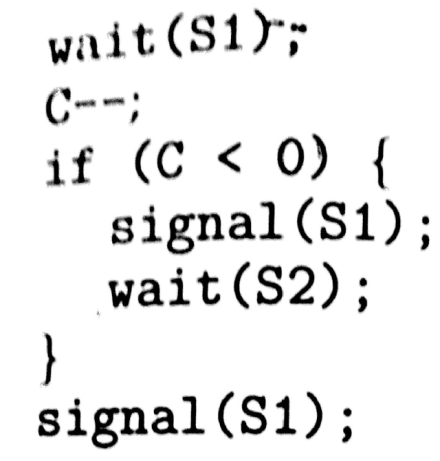 wait(S1);
C--;
if (C < 0) {
signal(S1);
wait(S2);
}
signal(S1);